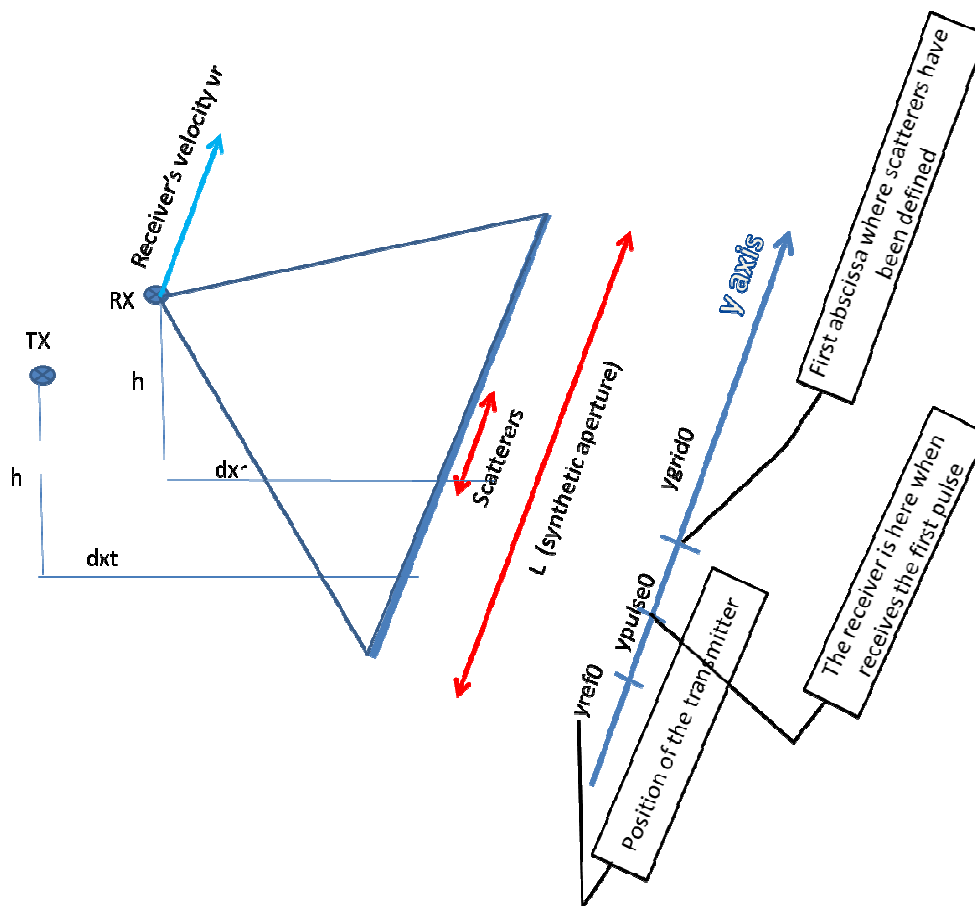 Receiver's velocity vr
RX
TX
h
h
dxr
dxt
Scatterers
L (synthetic aperture)
y axis
ygrid0
ypulse0
yref0
First abscissa where scatterers have
been defined
The receiver is here when
receives the first pulse
Position of the transmitter